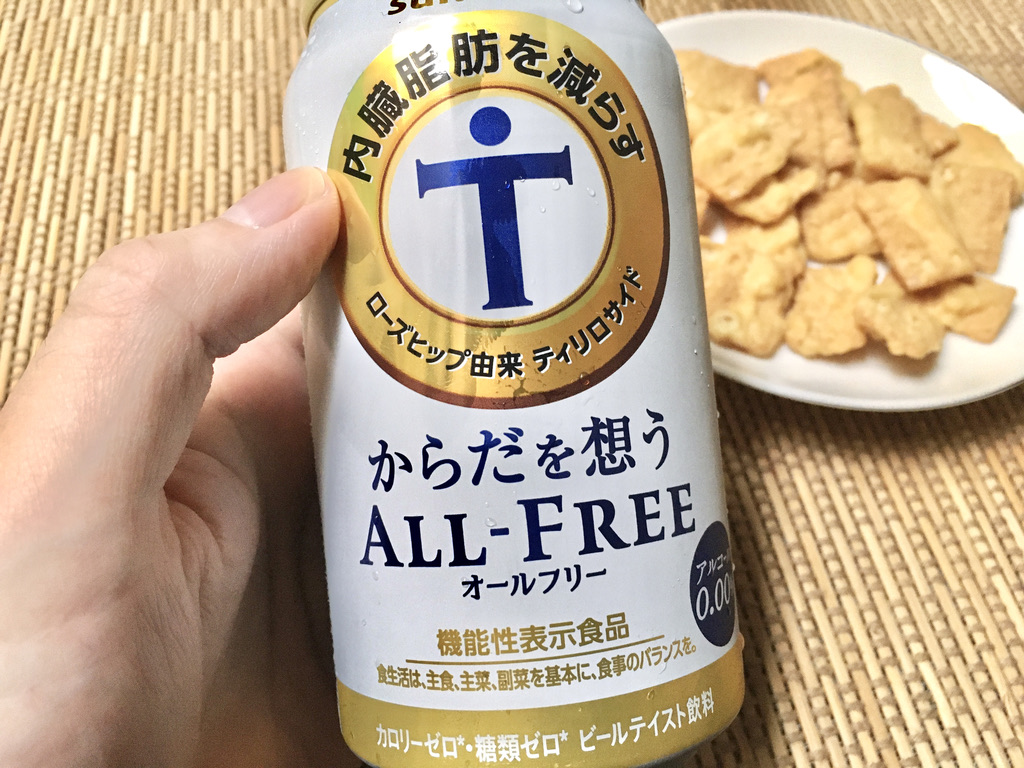 内臓脂肪を減らす
ローズヒップ由来 ティリロサイド
からだを想う
ALL-FREE
オールフリー
機能性表示食品
食生活は、主食、主菜、副菜を基本に、食事のバランスを。
カロリーゼロ*・糖類ゼロ* ビールテイスト飲料